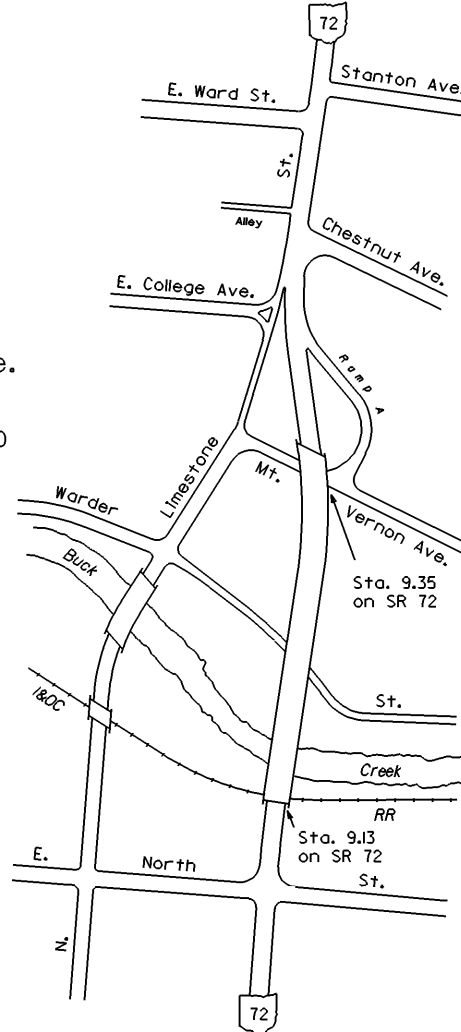 72
Stanton Ave.
E. Ward St.
St.
Alley
Chestnut Ave.
E. College Ave.
e.
Ramp A
Limestone
Mt. Vernon Ave.
Warder St.
Buck Creek
Sta. 9.35
on SR 72
I&OC RR
Sta. 9.13
on SR 72
E. North St.
N.
72